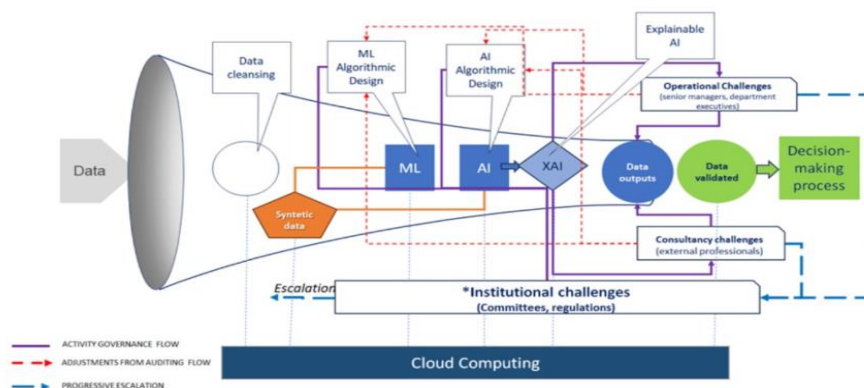 Explainable
AI
Data
cleansing
ML
Algorithmic
Design
AI
Algorithmic
Design
Operational Challenges
(senior managers, department
executives)
Data
ML
AI
XAI
Data
outputs
Data
validated
Decision-
making
process
Syntetic
data
Consultancy challenges
(external professionals)
Escalation
*Institutional challenges
(Committees, regulations)
ACTIVITY GOVERNANCE FLOW
ADJUSTMENTS FROM AUDITING FLOW
PROGRESSIVE ESCALATION
Cloud Computing